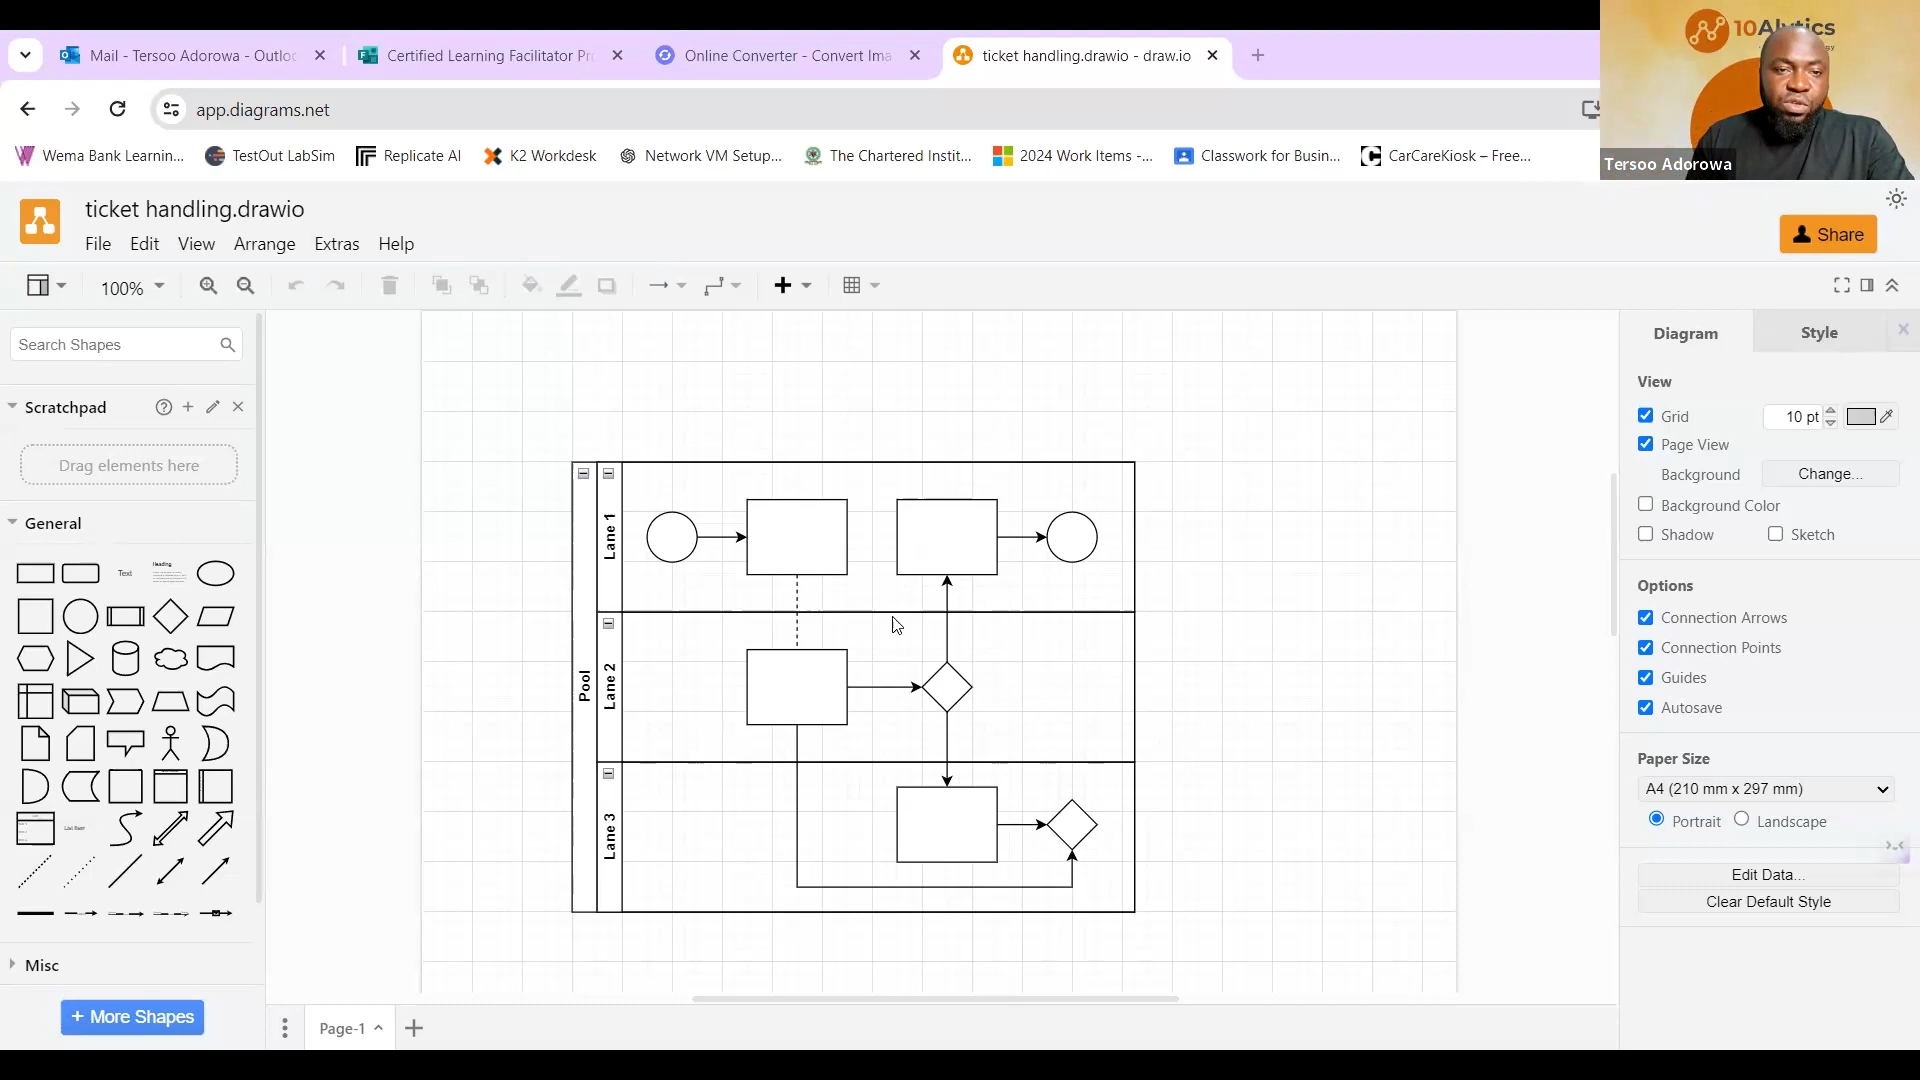 10Alytics
Mail - Tersoo Adorowa - Outlo
Certified Learning Facilitator Pr
Online Converter - Convert Ima
ticket handling.drawio - draw.io
app.diagrams.net
Wema Bank Learnin...
TestOut LabSim
Replicate AI
K2 Workdesk
Network VM Setup...
The Chartered Instit...
2024 Work Items -...
Classwork for Busin...
CarCareKiosk – Free...
Tersoo Adorowa
ticket handling.drawio
File Edit View Arrange Extras Help
Share
100%
Search Shapes
Scratchpad
Drag elements here
General
Text
Heading
List Item
Misc
+ More Shapes
Pool
Lane 1
Lane 2
Lane 3
Page-1
Diagram
Style
View
Grid
10 pt
Page View
Background
Change...
Background Color
Shadow
Sketch
Options
Connection Arrows
Connection Points
Guides
Autosave
Paper Size
A4 (210 mm x 297 mm)
Portrait
Landscape
Edit Data...
Clear Default Style